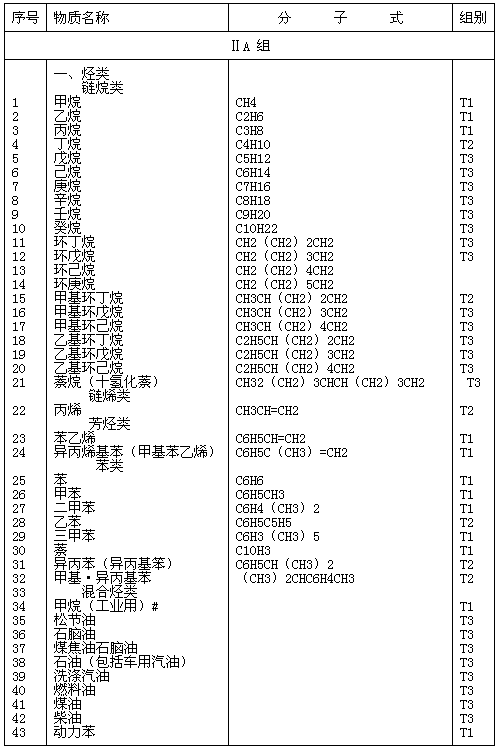 序号 物质名称 分 子 式 组别
ⅡA 组
一、烃类
链烷类
1 甲烷 CH4 T1
2 乙烷 C2H6 T1
3 丙烷 C3H8 T1
4 丁烷 C4H10 T2
5 戊烷 C5H12 T3
6 己烷 C6H14 T3
7 庚烷 C7H16 T3
8 辛烷 C8H18 T3
9 壬烷 C9H20 T3
10 癸烷 C10H22 T3
11 环丁烷 CH2（CH2）2CH2 T3
12 环戊烷 CH2（CH2）3CH2 T3
13 环己烷 CH2（CH2）4CH2
14 环庚烷 CH2（CH2）5CH2
15 甲基环丁烷 CH3CH（CH2）2CH2 T2
16 甲基环戊烷 CH3CH（CH2）3CH2 T3
17 甲基环己烷 CH3CH（CH2）4CH2 T3
18 乙基环丁烷 C2H5CH（CH2）2CH2 T3
19 乙基环戊烷 C2H5CH（CH2）3CH2 T3
20 乙基环己烷 C2H5CH（CH2）4CH2 T3
21 萘烷（十氢化萘） CH32（CH2）3CHCH（CH2）3CH2 T3
链烯类
22 丙烯 CH3CH=CH2 T2
芳烃类
23 苯乙烯 C6H5CH=CH2 T1
24 异丙烯基苯（甲基苯乙烯） C6H5C（CH3）=CH2 T1
苯类
25 苯 C6H6 T1
26 甲苯 C6H5CH3 T1
27 二甲苯 C6H4（CH3）2 T1
28 乙苯 C6H5C5H5 T2
29 三甲苯 C6H3（CH3）5 T1
30 萘 C10H3 T1
31 异丙苯（异丙基笨） C6H5CH（CH3）2 T2
32 甲基·异丙基苯 （CH3）2CHC6H4CH3 T2
33 混合烃类
34 甲烷（工业用）# T1
35 松节油 T3
36 石脑油 T3
37 煤焦油石脑油 T3
38 石油（包括车用汽油） T3
39 洗涤汽油 T3
40 燃料油 T3
41 煤油 T3
42 柴油 T3
43 动力苯 T1